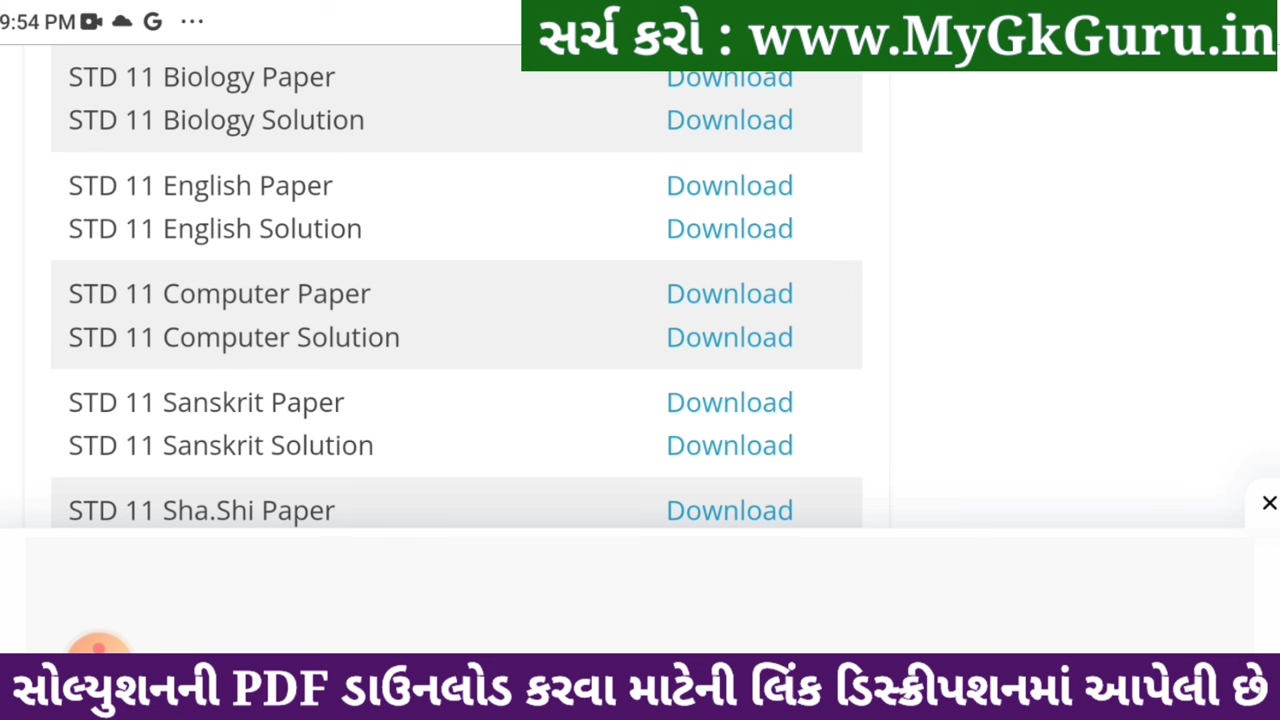 9:54 PM
સર્ચ કરો : www.MyGkGuru.in
STD 11 Biology Paper Download
STD 11 Biology Solution Download
STD 11 English Paper Download
STD 11 English Solution Download
STD 11 Computer Paper Download
STD 11 Computer Solution Download
STD 11 Sanskrit Paper Download
STD 11 Sanskrit Solution Download
STD 11 Sha.Shi Paper Download
સોલ્યુશનની PDF ડાઉનલોડ કરવા માટેની લિંક ડિસ્ક્રીપશનમાં આપેલી છે